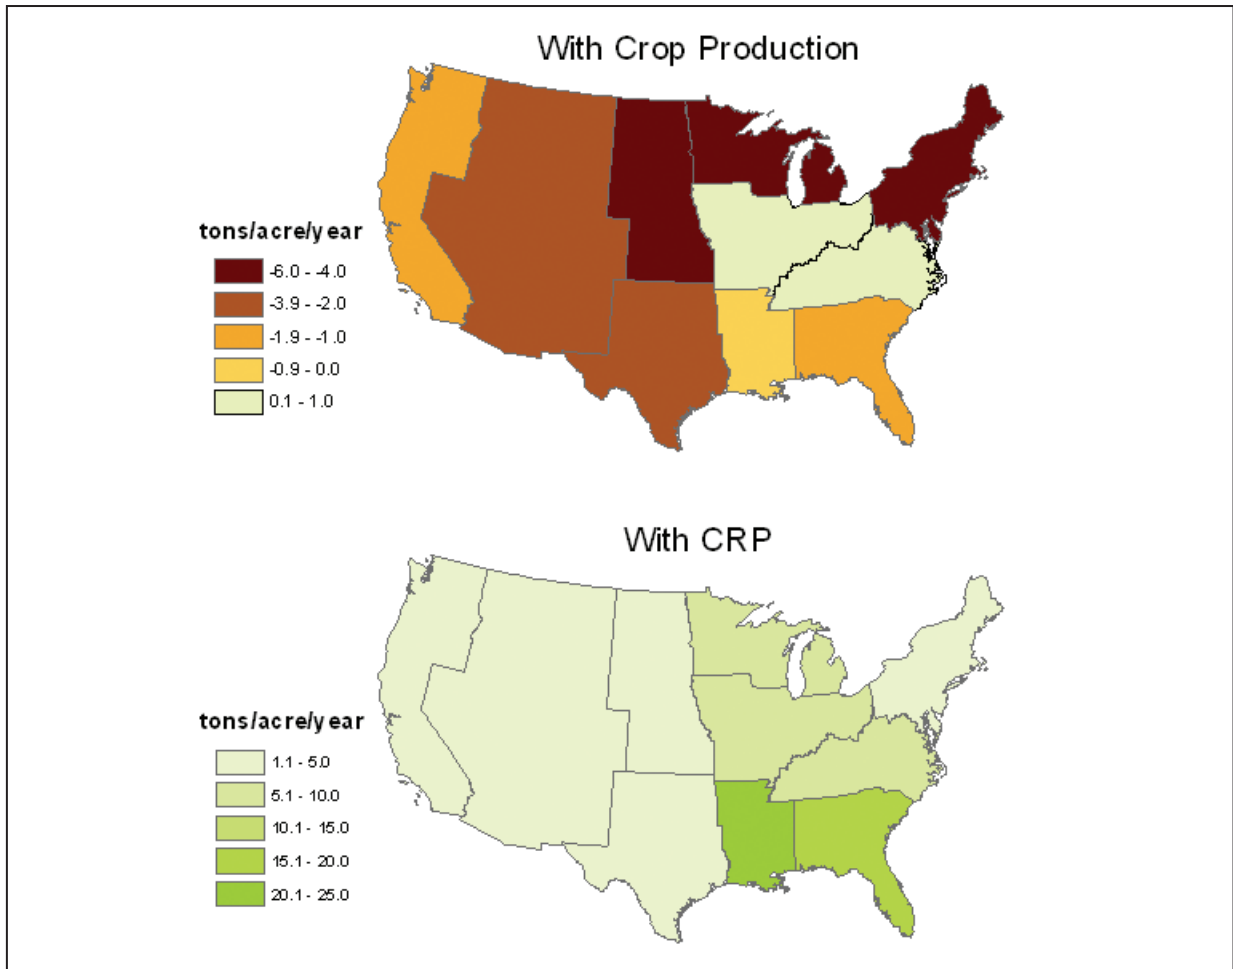 With Crop Production
tons/acre/year
-6.0 - -4.0
-3.9 - -2.0
-1.9 - -1.0
-0.9 - 0.0
0.1 - 1.0
With CRP
tons/acre/year
1.1 - 5.0
5.1 - 10.0
10.1 - 15.0
15.1 - 20.0
20.1 - 25.0